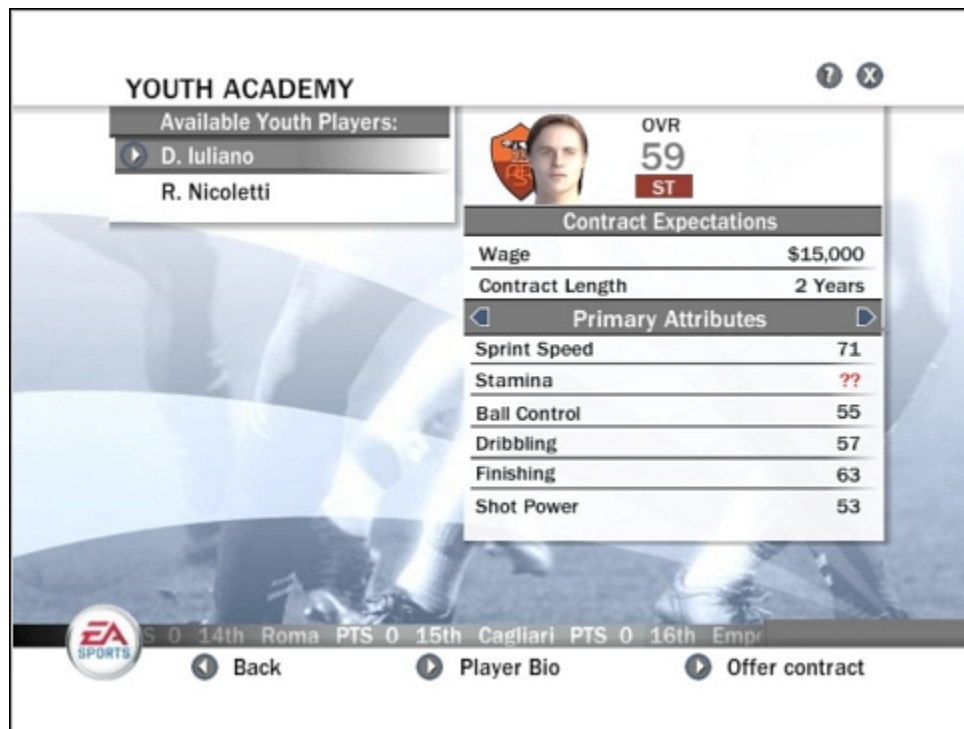 ? X
YOUTH ACADEMY
Available Youth Players:
D. Iuliano
R. Nicoletti
OVR
59
ST
Contract Expectations
Wage $15,000
Contract Length 2 Years
Primary Attributes
Sprint Speed 71
Stamina ??
Ball Control 55
Dribbling 57
Finishing 63
Shot Power 53
S 0 14th Roma PTS 0 15th Cagliari PTS 0 16th Emp
EA
SPORTS
Back Player Bio Offer contract